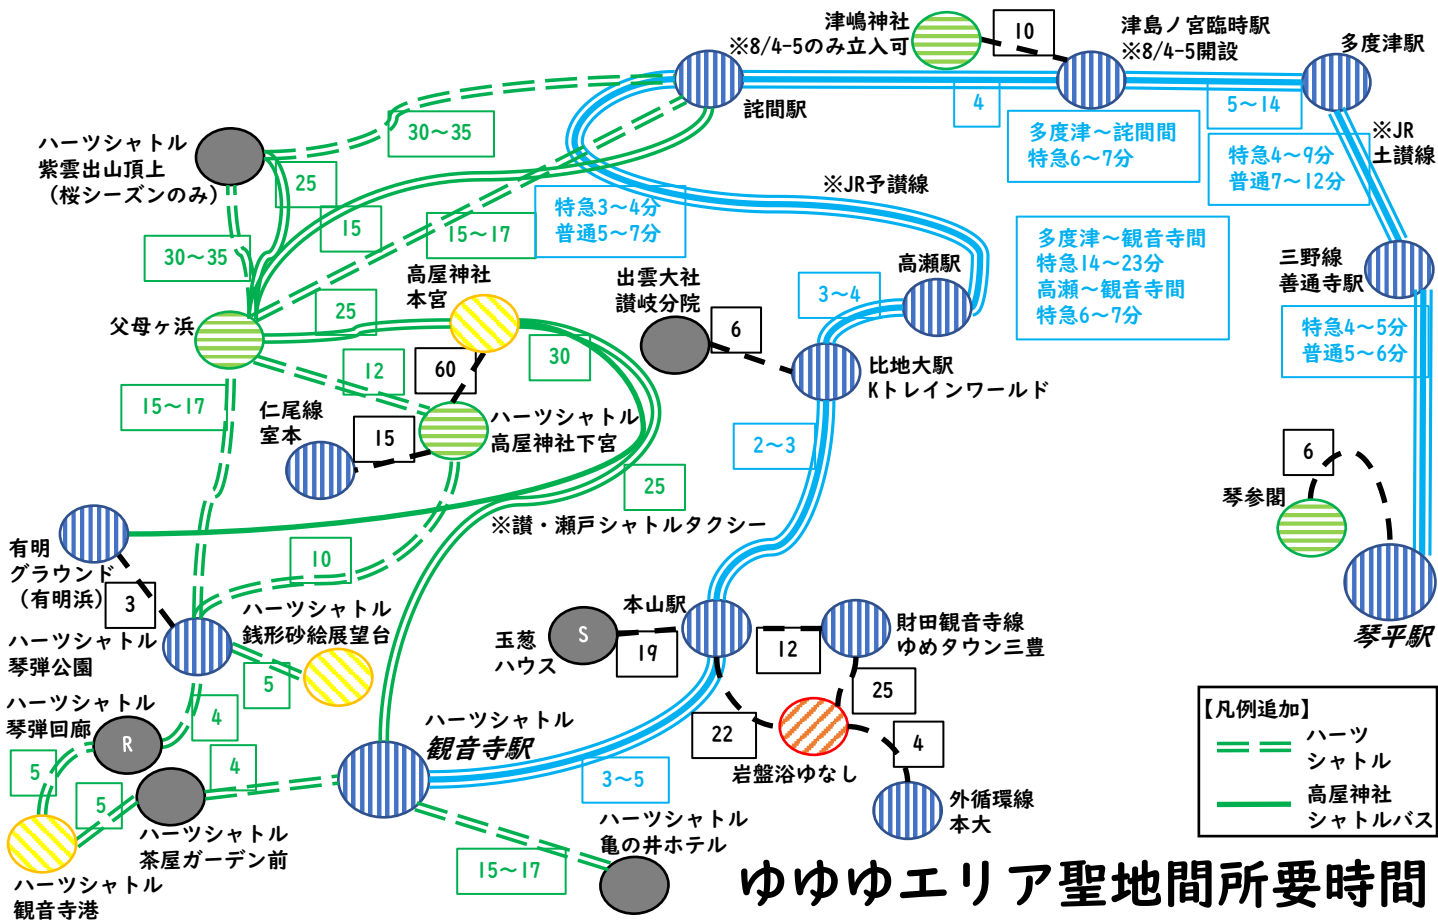 津嶋神社
※8/4-5のみ立入可
10
津島ノ宮臨時駅
※8/4-5開設
多度津駅
詫間駅
4
5～14
多度津～詫間間
特急6～7分
※JR
土讃線
特急4～9分
普通7～12分
ハーツシャトル
紫雲出山頂上
（桜シーズンのみ）
30～35
25
15
30～35
15～17
特急3～4分
普通5～7分
※JR予讃線
多度津～観音寺間
特急14～23分
高瀬～観音寺間
特急6～7分
三野線
善通寺駅
特急4～5分
普通5～6分
高瀬駅
3～4
出雲大社
讃岐分院
6
比地大駅
Kトレインワールド
2～3
高屋神社
本宮
父母ヶ浜
25
12
60
30
15～17
仁尾線
室本
15
ハーツシャトル
高屋神社下宮
25
※讃・瀬戸シャトルタクシー
6
琴参閣
琴平駅
有明
グラウンド
（有明浜）
3
10
ハーツシャトル
銭形砂絵展望台
ハーツシャトル
琴弾公園
5
玉葱
ハウス
S
19
本山駅
12
財田観音寺線
ゆめタウン三豊
25
22
岩盤浴ゆなし
4
外循環線
本大
ハーツシャトル
琴弾回廊
R
4
5
5
4
ハーツシャトル
茶屋ガーデン前
ハーツシャトル
観音寺港
ハーツシャトル
観音寺駅
3～5
ハーツシャトル
亀の井ホテル
15～17
【凡例追加】
ハーツ
シャトル
高屋神社
シャトルバス
ゆゆゆエリア聖地間所要時間